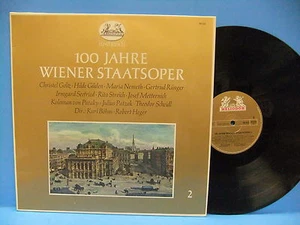 100 JAHRE
WIENER STAATSOPER
Christel Goltz · Hilde Güden · Maria Nemeth · Gertrud Rünger
Irmgard Seefried · Rita Streich · Josef Metternich
Koloman von Pataky · Julius Patzak · Theodor Scheidl
Dir.: Karl Böhm · Robert Heger
2